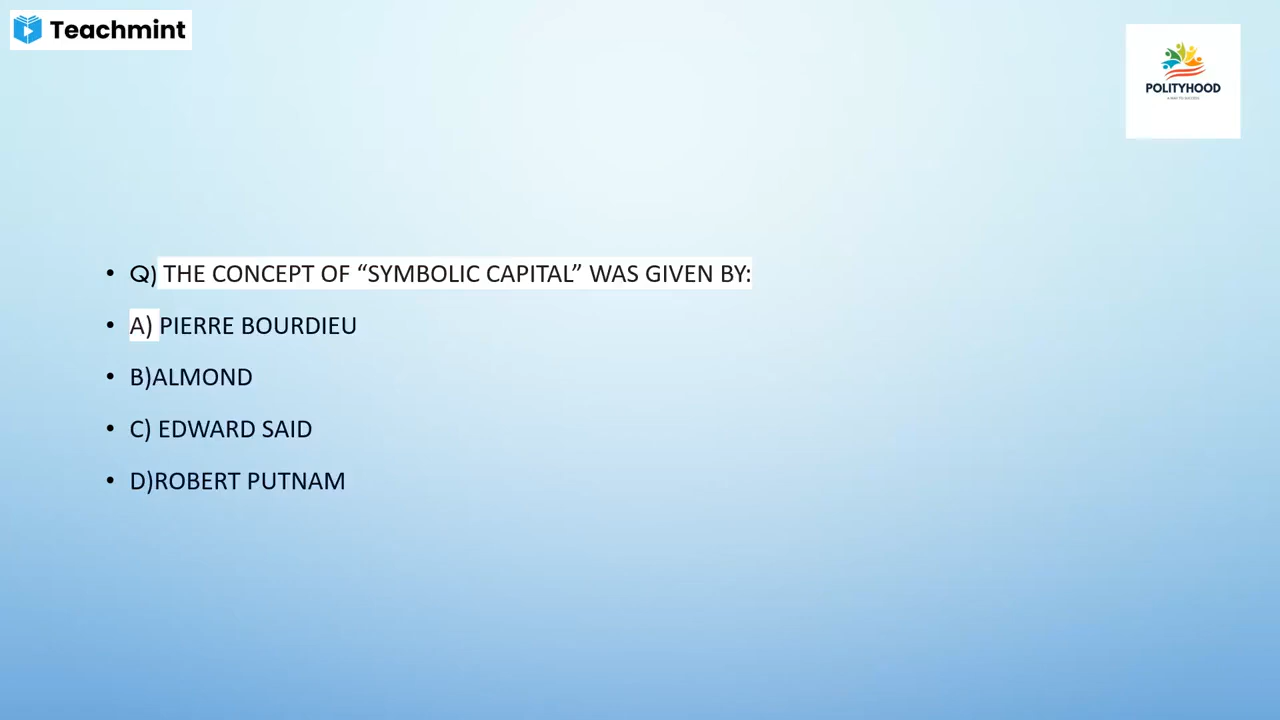 Teachmint
POLITYHOOD
• Q) THE CONCEPT OF “SYMBOLIC CAPITAL” WAS GIVEN BY:
• A) PIERRE BOURDIEU
• B)ALMOND
• C) EDWARD SAID
• D)ROBERT PUTNAM